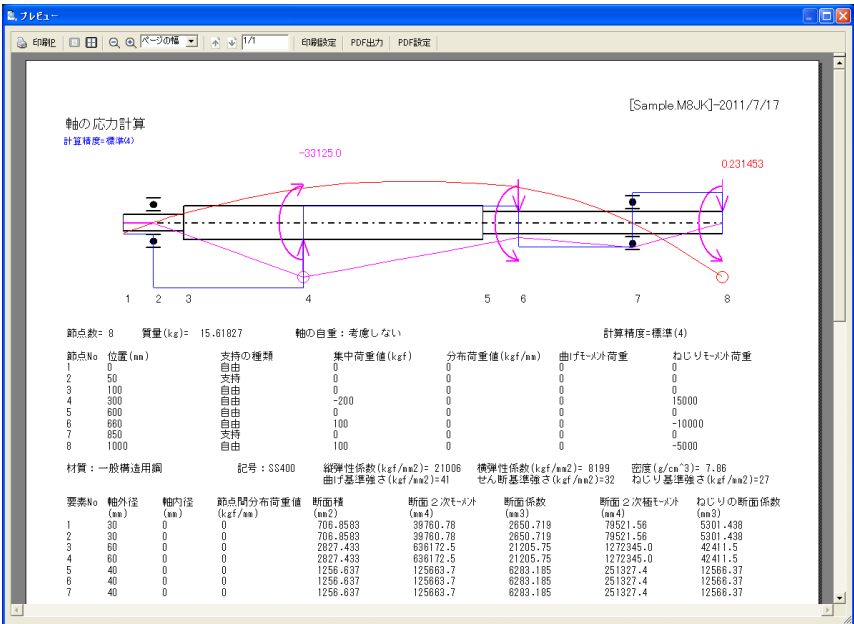 プレビュー
印刷P ページの幅 1/1 印刷設定 PDF出力 PDF設定
[Sample.M8JK]-2011/7/17
軸の応力計算
計算精度=標準(4)
-33125.0
0.231453
1 2 3 4 5 6 7 8
節点数= 8 質量(kg)= 15.61827 軸の自重：考慮しない 計算精度=標準(4)
節点No 位置(mm) 支持の種類 集中荷重値(kgf) 分布荷重値(kgf/mm) 曲げモーメント荷重 ねじりモーメント荷重
1 0 自由 0 0 0 0
2 50 支持 0 0 0 0
3 100 自由 0 0 0 0
4 300 自由 -200 0 0 15000
5 600 自由 0 0 0 0
6 660 自由 100 0 0 -10000
7 850 支持 0 0 0 0
8 1000 自由 100 0 0 -5000
材質：一般構造用鋼 記号：SS400 縦弾性係数(kgf/mm2)= 21006 横弾性係数(kgf/mm2)= 8199 密度(g/cm^3)= 7.86
曲げ基準強さ(kgf/mm2)=41 せん断基準強さ(kgf/mm2)=32 ねじり基準強さ(kgf/mm2)=27
要素No 軸外径 軸内径 節点間分布荷重値 断面積 断面２次モーメント 断面係数 断面２次極モーメント ねじりの断面係数
(mm) (mm) (kgf/mm) (mm2) (mm4) (mm3) (mm4) (mm3)
1 30 0 0 706.8583 39760.78 2650.719 79521.56 5301.438
2 30 0 0 706.8583 39760.78 2650.719 79521.56 5301.438
3 60 0 0 2827.433 636172.5 21205.75 1272345.0 42411.5
4 60 0 0 2827.433 636172.5 21205.75 1272345.0 42411.5
5 40 0 0 1256.637 125663.7 6283.185 251327.4 12566.37
6 40 0 0 1256.637 125663.7 6283.185 251327.4 12566.37
7 40 0 0 1256.637 125663.7 6283.185 251327.4 12566.37